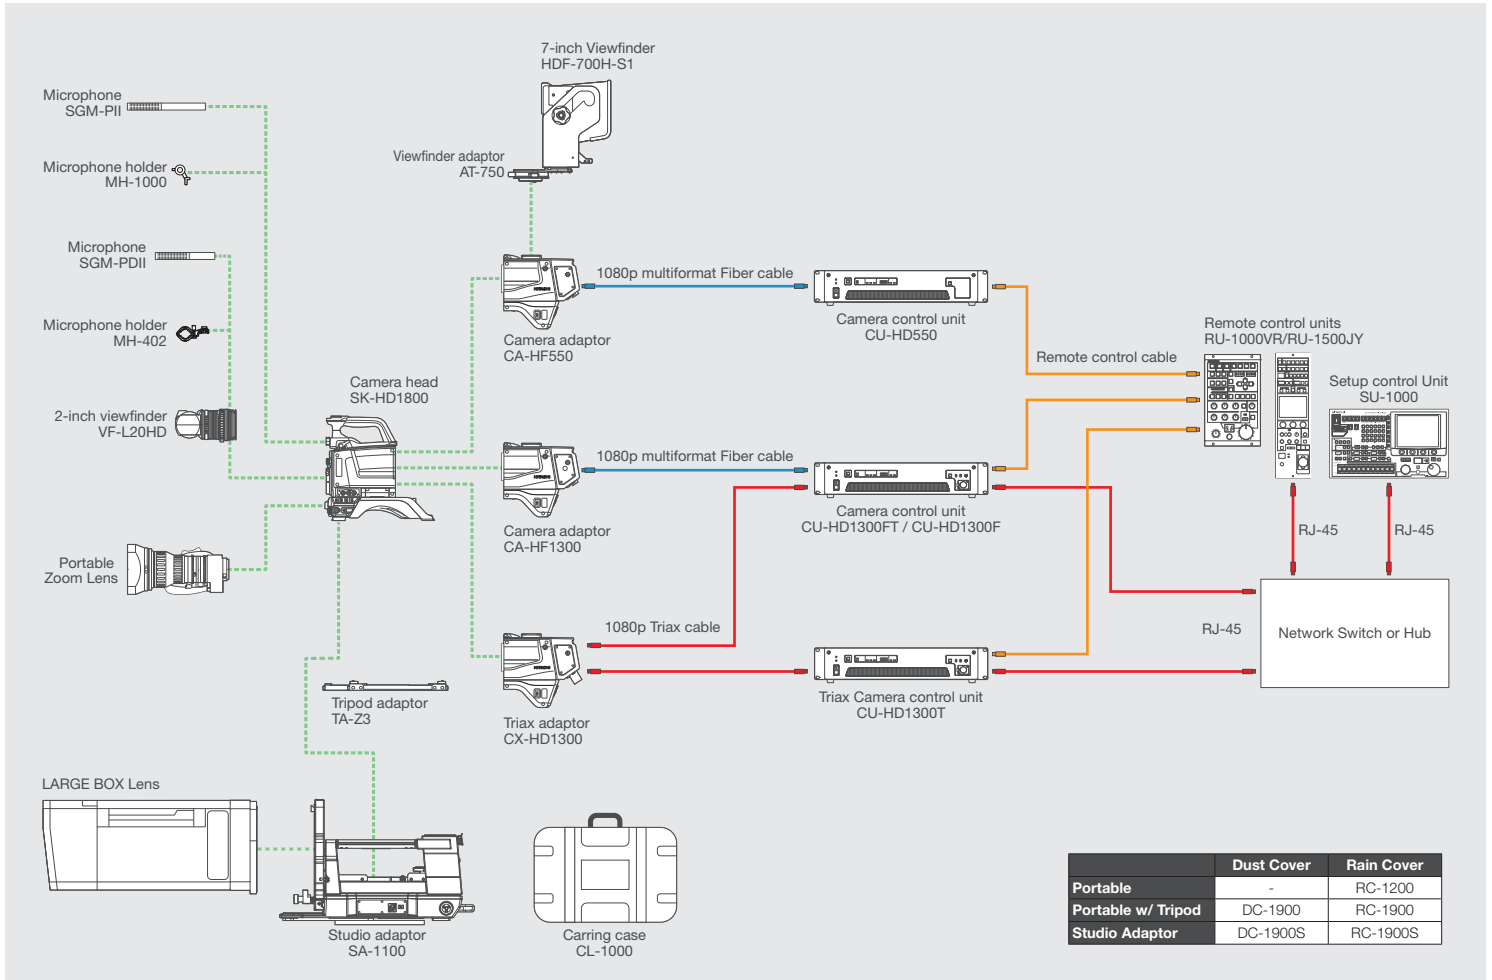 7-inch Viewfinder
HDF-700H-S1
Microphone
SGM-PII
Viewfinder adaptor
AT-750
Microphone holder
MH-1000
Microphone
SGM-PDII
1080p multiformat Fiber cable
Camera control unit
CU-HD550
Microphone holder
MH-402
Camera adaptor
CA-HF550
Remote control units
RU-1000VR/RU-1500JY
Remote control cable
Camera head
SK-HD1800
Setup control Unit
SU-1000
2-inch viewfinder
VF-L20HD
1080p multiformat Fiber cable
Camera control unit
CU-HD1300FT / CU-HD1300F
Camera adaptor
CA-HF1300
RJ-45
RJ-45
Portable
Zoom Lens
1080p Triax cable
RJ-45
Network Switch or Hub
Tripod adaptor
TA-Z3
Triax Camera control unit
CU-HD1300T
Triax adaptor
CX-HD1300
LARGE BOX Lens
Studio adaptor
SA-1100
Carring case
CL-1000
Dust Cover Rain Cover
Portable - RC-1200
Portable w/ Tripod DC-1900 RC-1900
Studio Adaptor DC-1900S RC-1900S